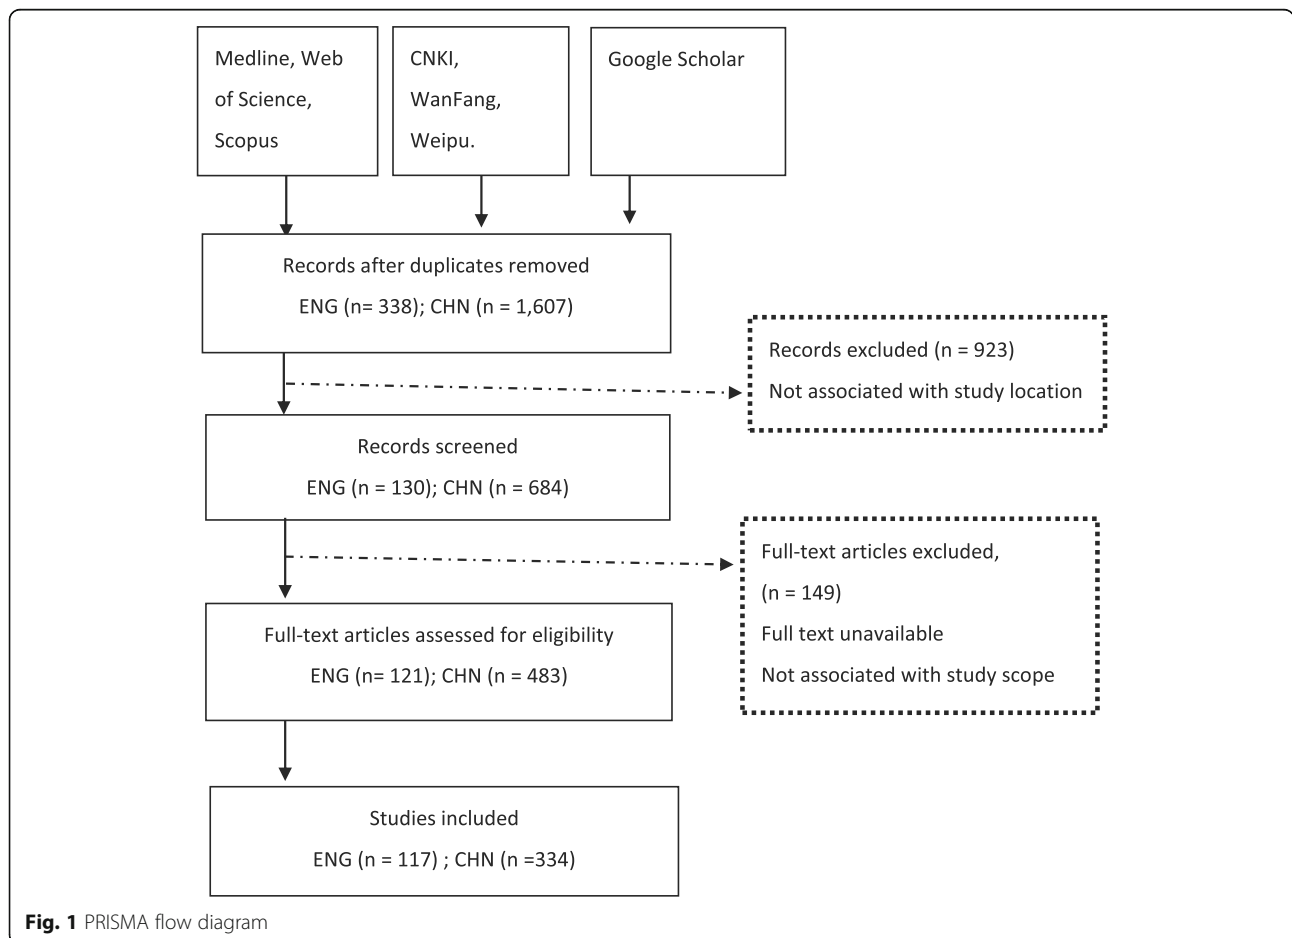 Medline, Web
of Science,
Scopus
CNKI,
WanFang,
Weipu.
Google Scholar
Records after duplicates removed
ENG (n= 338); CHN (n = 1,607)
Records excluded (n = 923)
Not associated with study location
Records screened
ENG (n = 130); CHN (n = 684)
Full-text articles excluded,
(n = 149)
Full text unavailable
Not associated with study scope
Full-text articles assessed for eligibility
ENG (n= 121); CHN (n = 483)
Studies included
ENG (n = 117) ; CHN (n =334)
Fig. 1 PRISMA flow diagram